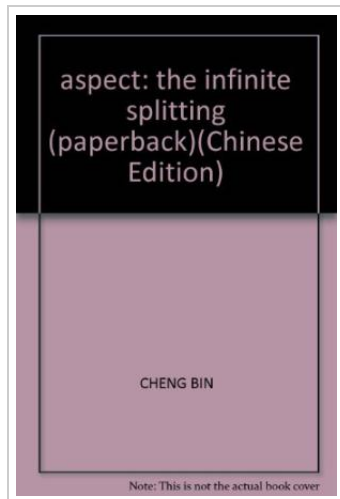 aspect: the infinite
splitting
(paperback)(Chinese
Edition)
CHENG BIN
Note: This is not the actual book cover